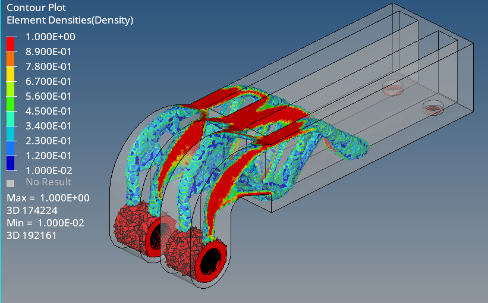 Contour Plot
Element Densities(Density)
1.000E+00
8.900E-01
7.800E-01
6.700E-01
5.600E-01
4.500E-01
3.400E-01
2.300E-01
1.200E-01
1.000E-02
No Result
Max = 1.000E+00
3D 174224
Min = 1.000E-02
3D 192161